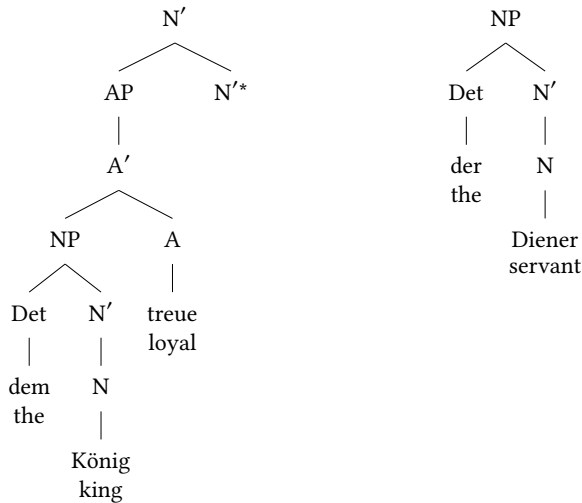 N′ NP
AP N′* Det N′
A′ der the N
NP A Diener servant
Det N′ treue loyal
dem the N
König king